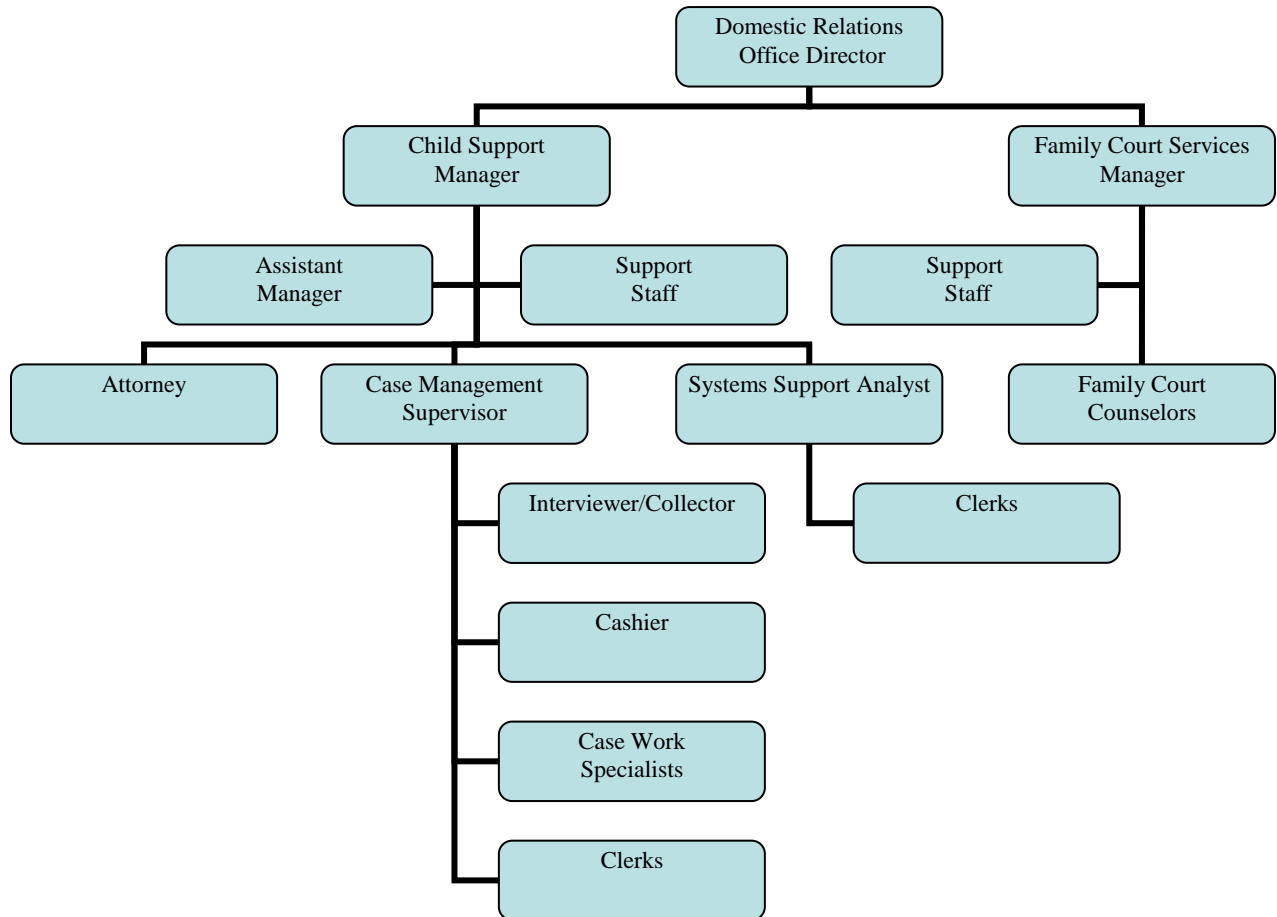 Domestic Relations
Office Director
Child Support
Manager
Family Court Services
Manager
Assistant
Manager
Support
Staff
Support
Staff
Attorney
Case Management
Supervisor
Systems Support Analyst
Family Court
Counselors
Interviewer/Collector
Clerks
Cashier
Case Work
Specialists
Clerks